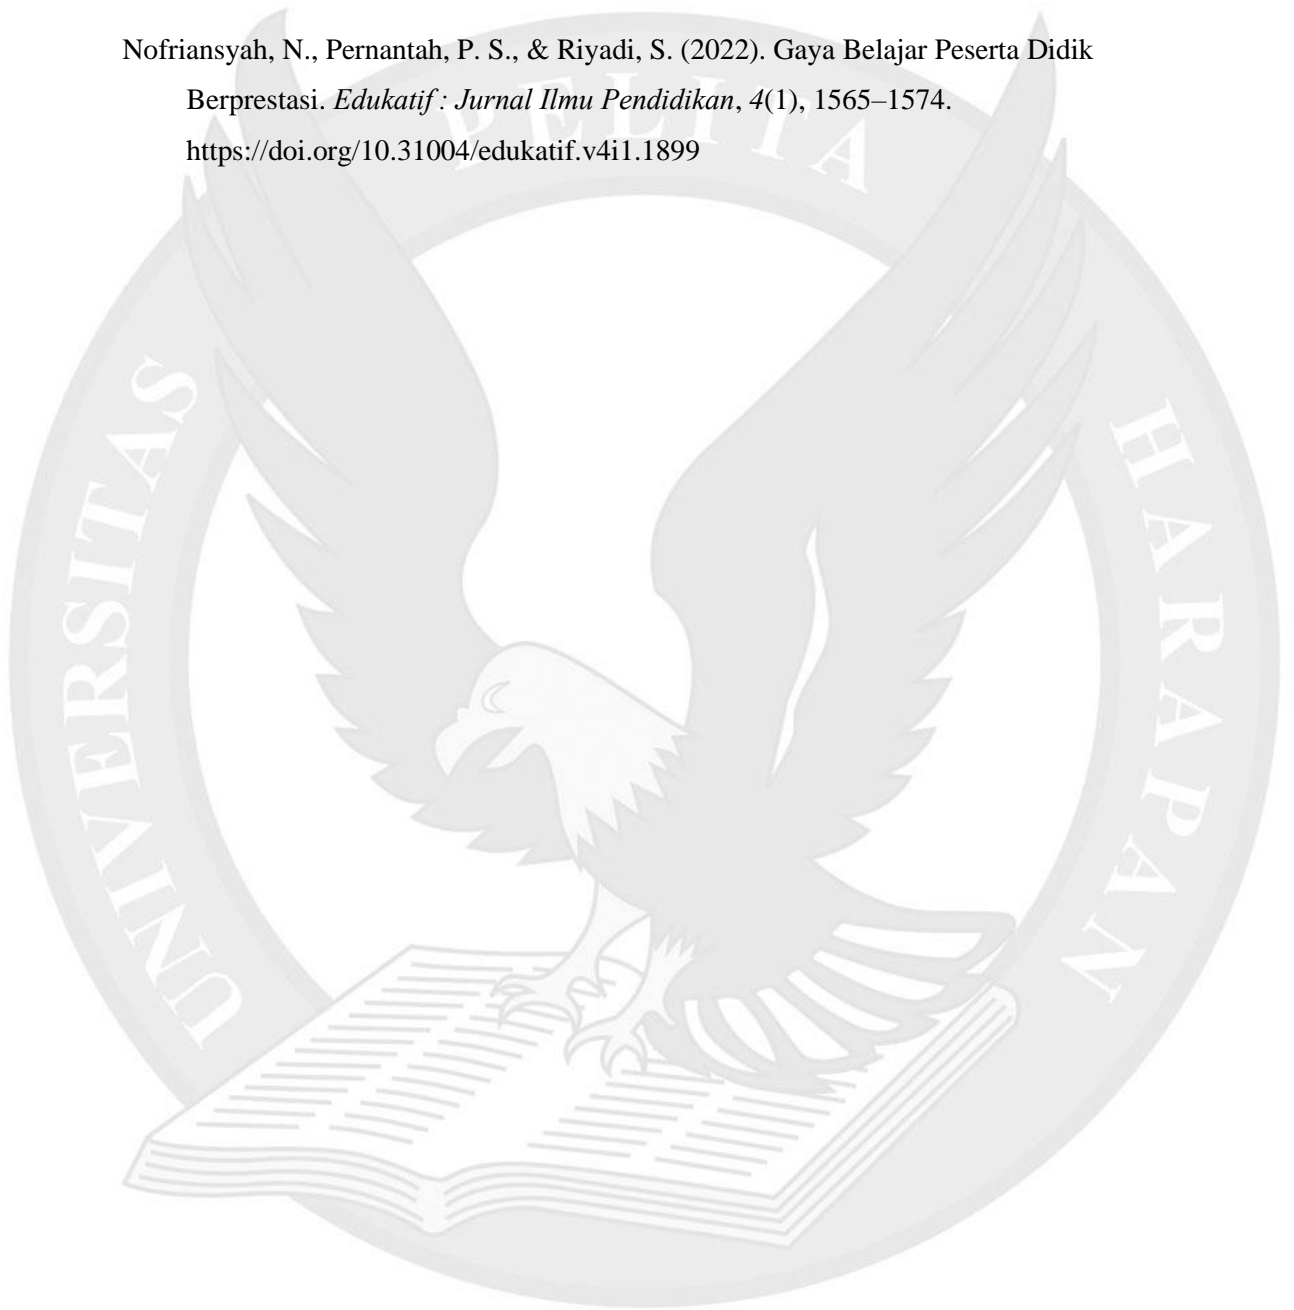 Nofriansyah, N., Pernantah, P. S., & Riyadi, S. (2022). Gaya Belajar Peserta Didik
Berprestasi. Edukatif : Jurnal Ilmu Pendidikan, 4(1), 1565–1574.
https://doi.org/10.31004/edukatif.v4i1.1899
UNIVERSITAS PELITA HARAPAN